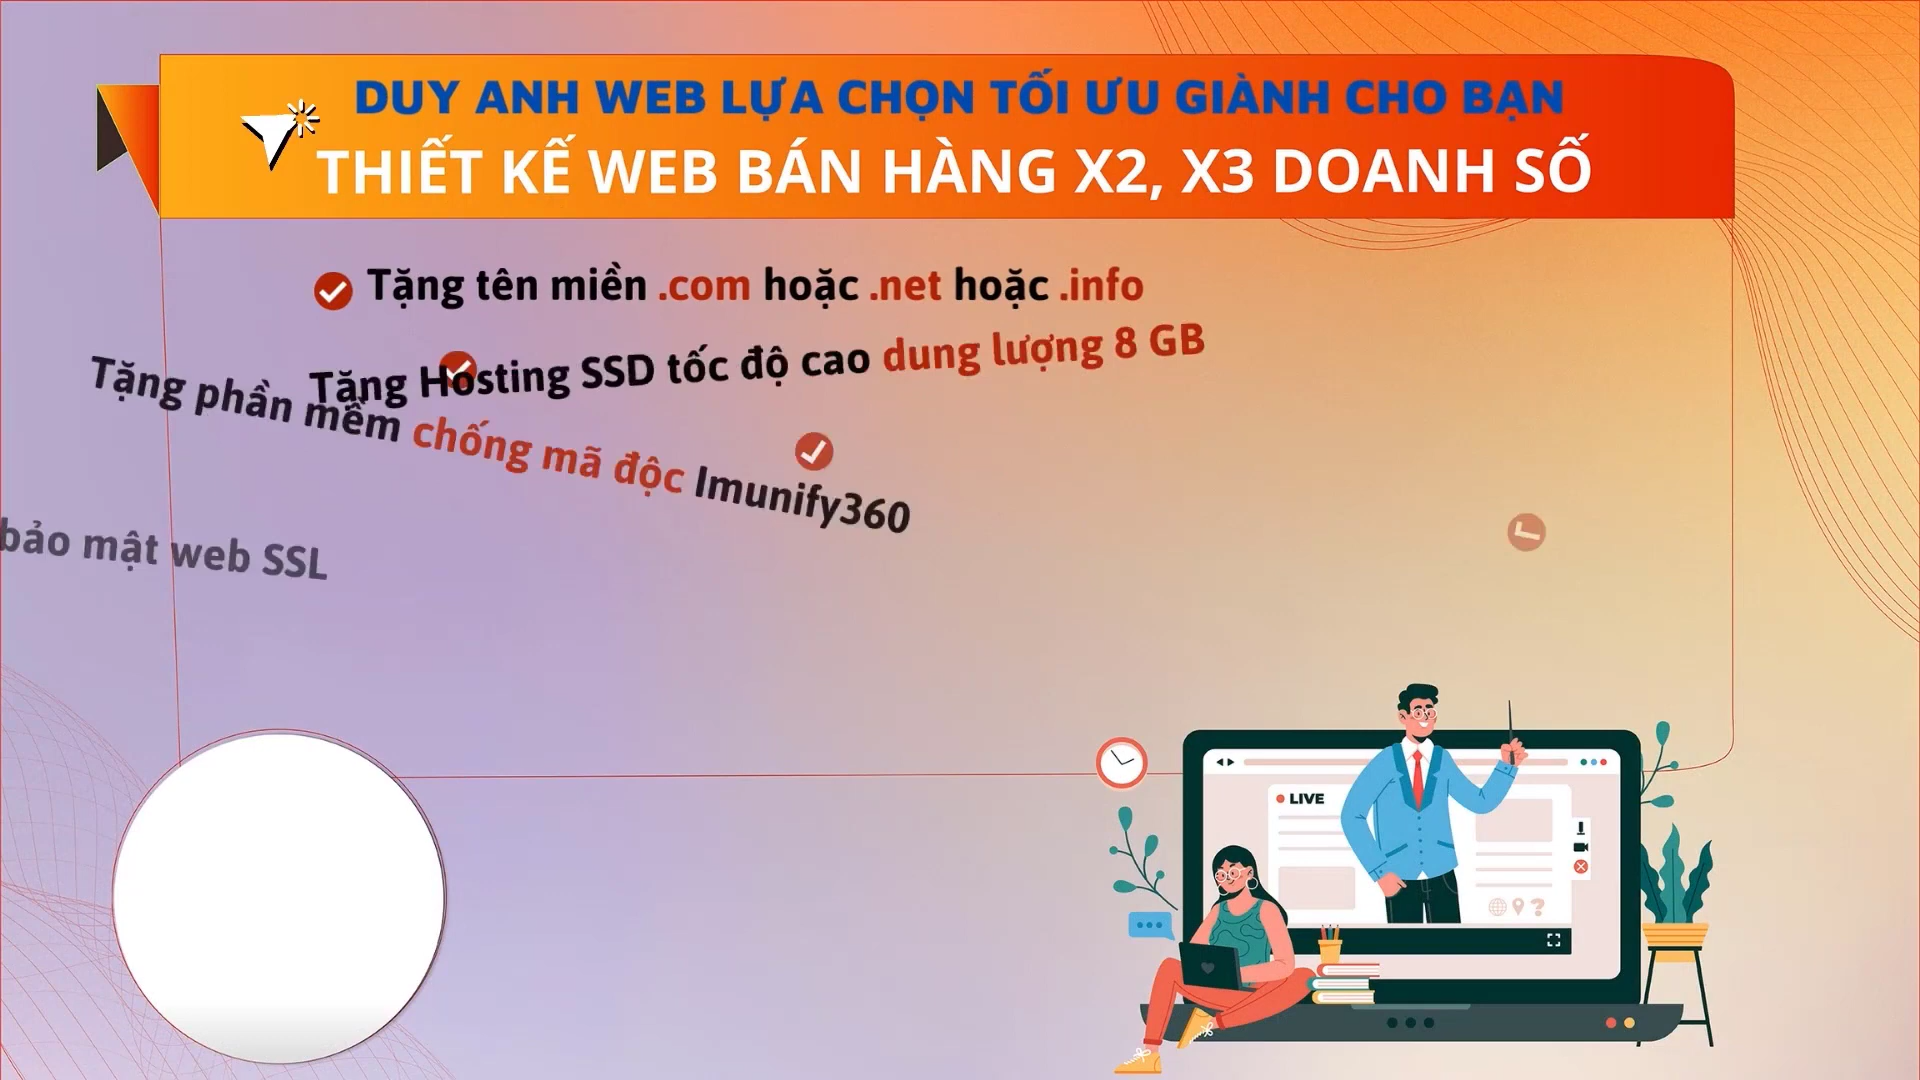 DUY ANH WEB LỰA CHỌN TỐI ƯU GIÀNH CHO BẠN
THIẾT KẾ WEB BÁN HÀNG X2, X3 DOANH SỐ
Tặng tên miền .com hoặc .net hoặc .info
Tặng Hosting SSD tốc độ cao dung lượng 8 GB
Tặng phần mềm chống mã độc Imunify360
bảo mật web SSL
LIVE